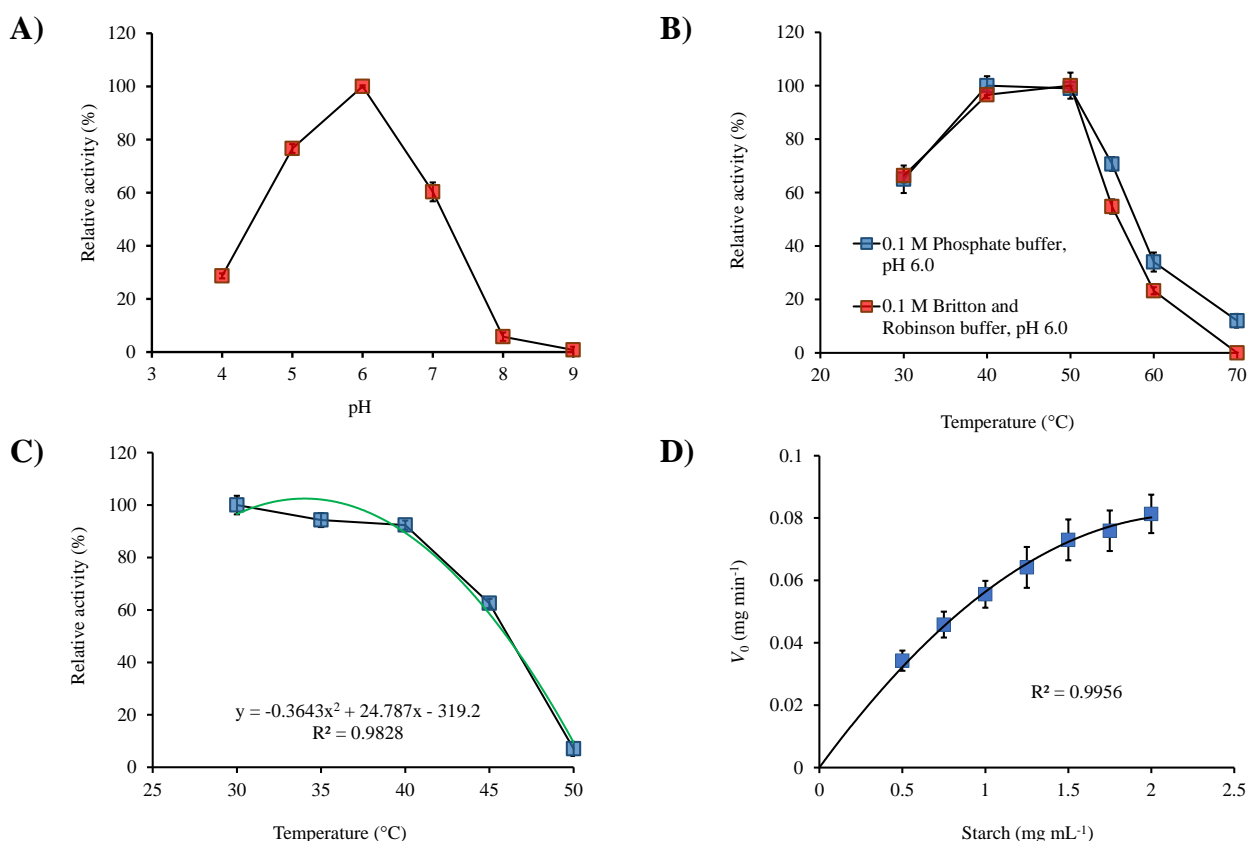 A)
120
100
80
60
40
20
0
3
4
5
6
7
8
9
Relative activity (%)
pH
B)
120
100
80
60
40
20
0
20
30
40
50
60
70
Relative activity (%)
Temperature (°C)
0.1 M Phosphate buffer,
pH 6.0
0.1 M Britton and
Robinson buffer, pH 6.0
C)
120
100
80
60
40
20
0
25
30
35
40
45
50
Relative activity (%)
Temperature (°C)
y = -0.3643x² + 24.787x - 319.2
R² = 0.9828
D)
0.1
0.08
0.06
0.04
0.02
0
0
0.5
1
1.5
2
V₀ (mg min⁻¹)
Starch (mg mL⁻¹)
R² = 0.9956